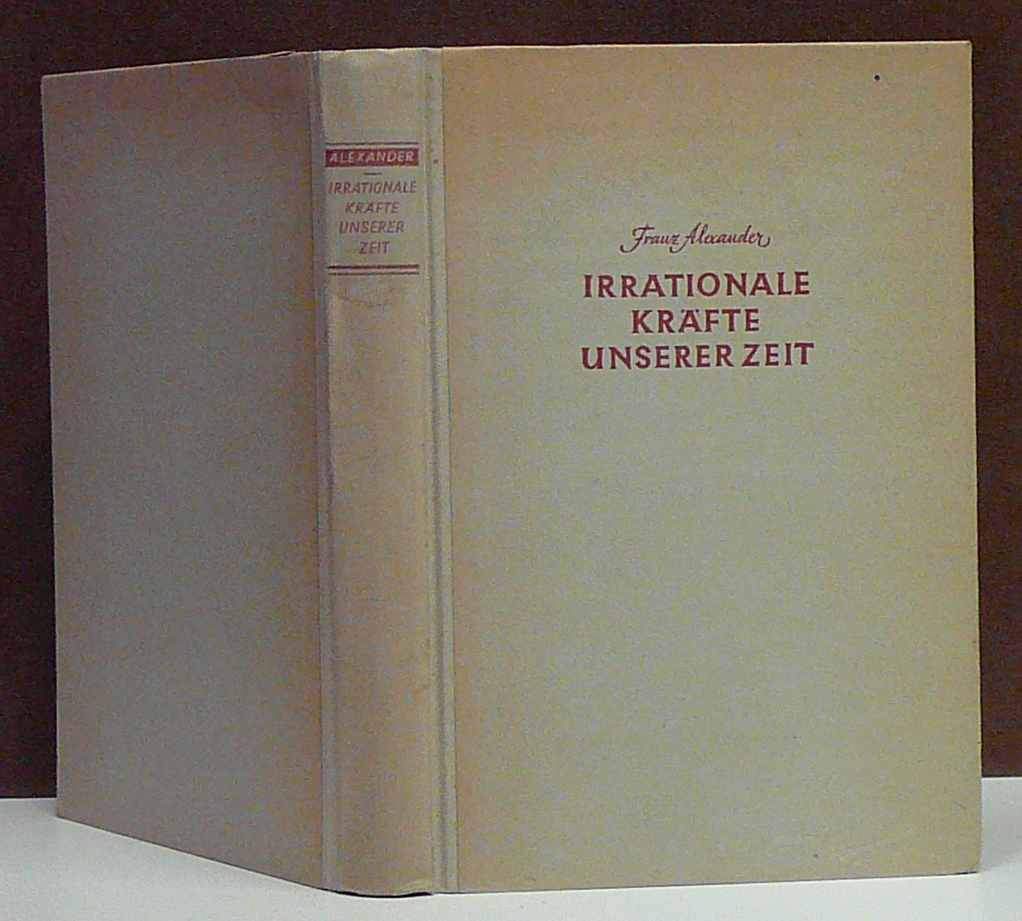 ALEXANDER
IRRATIONALE
KRÄFTE
UNSERER
ZEIT
Franz Alexander
IRRATIONALE
KRÄFTE
UNSERER ZEIT